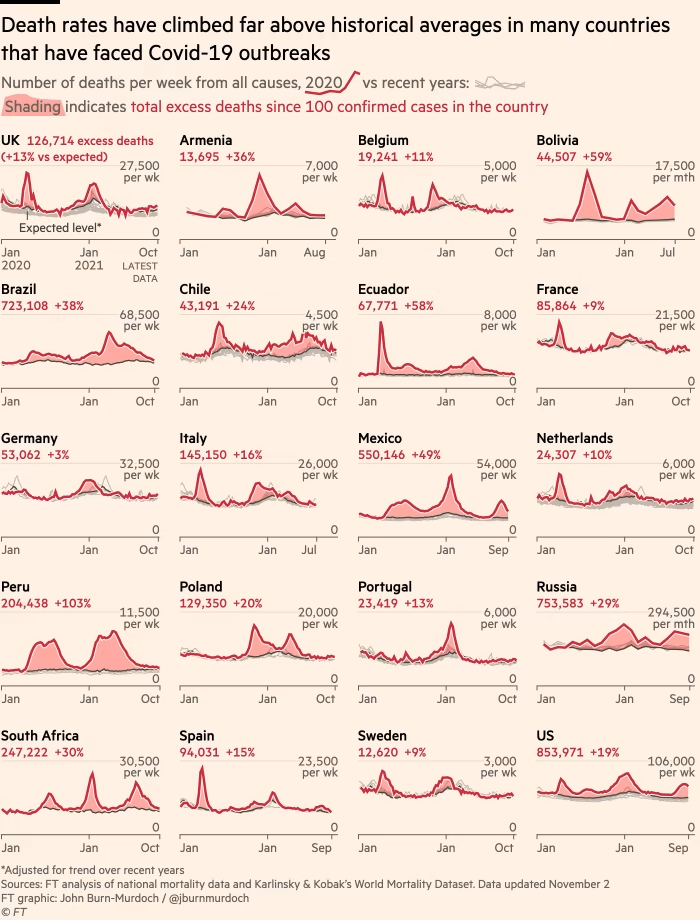 Death rates have climbed far above historical averages in many countries
that have faced Covid-19 outbreaks
Number of deaths per week from all causes, 2020 vs recent years:
Shading indicates total excess deaths since 100 confirmed cases in the country
UK 126,714 excess deaths
(+13% vs expected)
27,500
per wk
Expected level*
0
Jan Jan Oct
2020 2021 LATEST
DATA
Armenia
13,695 +36%
7,000
per wk
0
Jan Jan Aug
Belgium
19,241 +11%
5,000
per wk
0
Jan Jan Oct
Bolivia
44,507 +59%
17,500
per mth
0
Jan Jan Jul
Brazil
723,108 +38%
68,500
per wk
0
Jan Jan Oct
Chile
43,191 +24%
4,500
per wk
0
Jan Jan Oct
Ecuador
67,771 +58%
8,000
per wk
0
Jan Jan Oct
France
85,864 +9%
21,500
per wk
0
Jan Jan Oct
Germany
53,062 +3%
32,500
per wk
0
Jan Jan Oct
Italy
145,150 +16%
26,000
per wk
0
Jan Jan Jul
Mexico
550,146 +49%
54,000
per wk
0
Jan Jan Sep
Netherlands
24,307 +10%
6,000
per wk
0
Jan Jan Oct
Peru
204,438 +103%
11,500
per wk
0
Jan Jan Oct
Poland
129,350 +20%
20,000
per wk
0
Jan Jan Oct
Portugal
23,419 +13%
6,000
per wk
0
Jan Jan Oct
Russia
753,583 +29%
294,500
per mth
0
Jan Jan Sep
South Africa
247,222 +30%
30,500
per wk
0
Jan Jan Oct
Spain
94,031 +15%
23,500
per wk
0
Jan Jan Sep
Sweden
12,620 +9%
3,000
per wk
0
Jan Jan Oct
US
853,971 +19%
106,000
per wk
0
Jan Jan Sep
*Adjusted for trend over recent years
Sources: FT analysis of national mortality data and Karlinsky & Kobak's World Mortality Dataset. Data updated November 2
FT graphic: John Burn-Murdoch / @jburnmurdoch
© FT